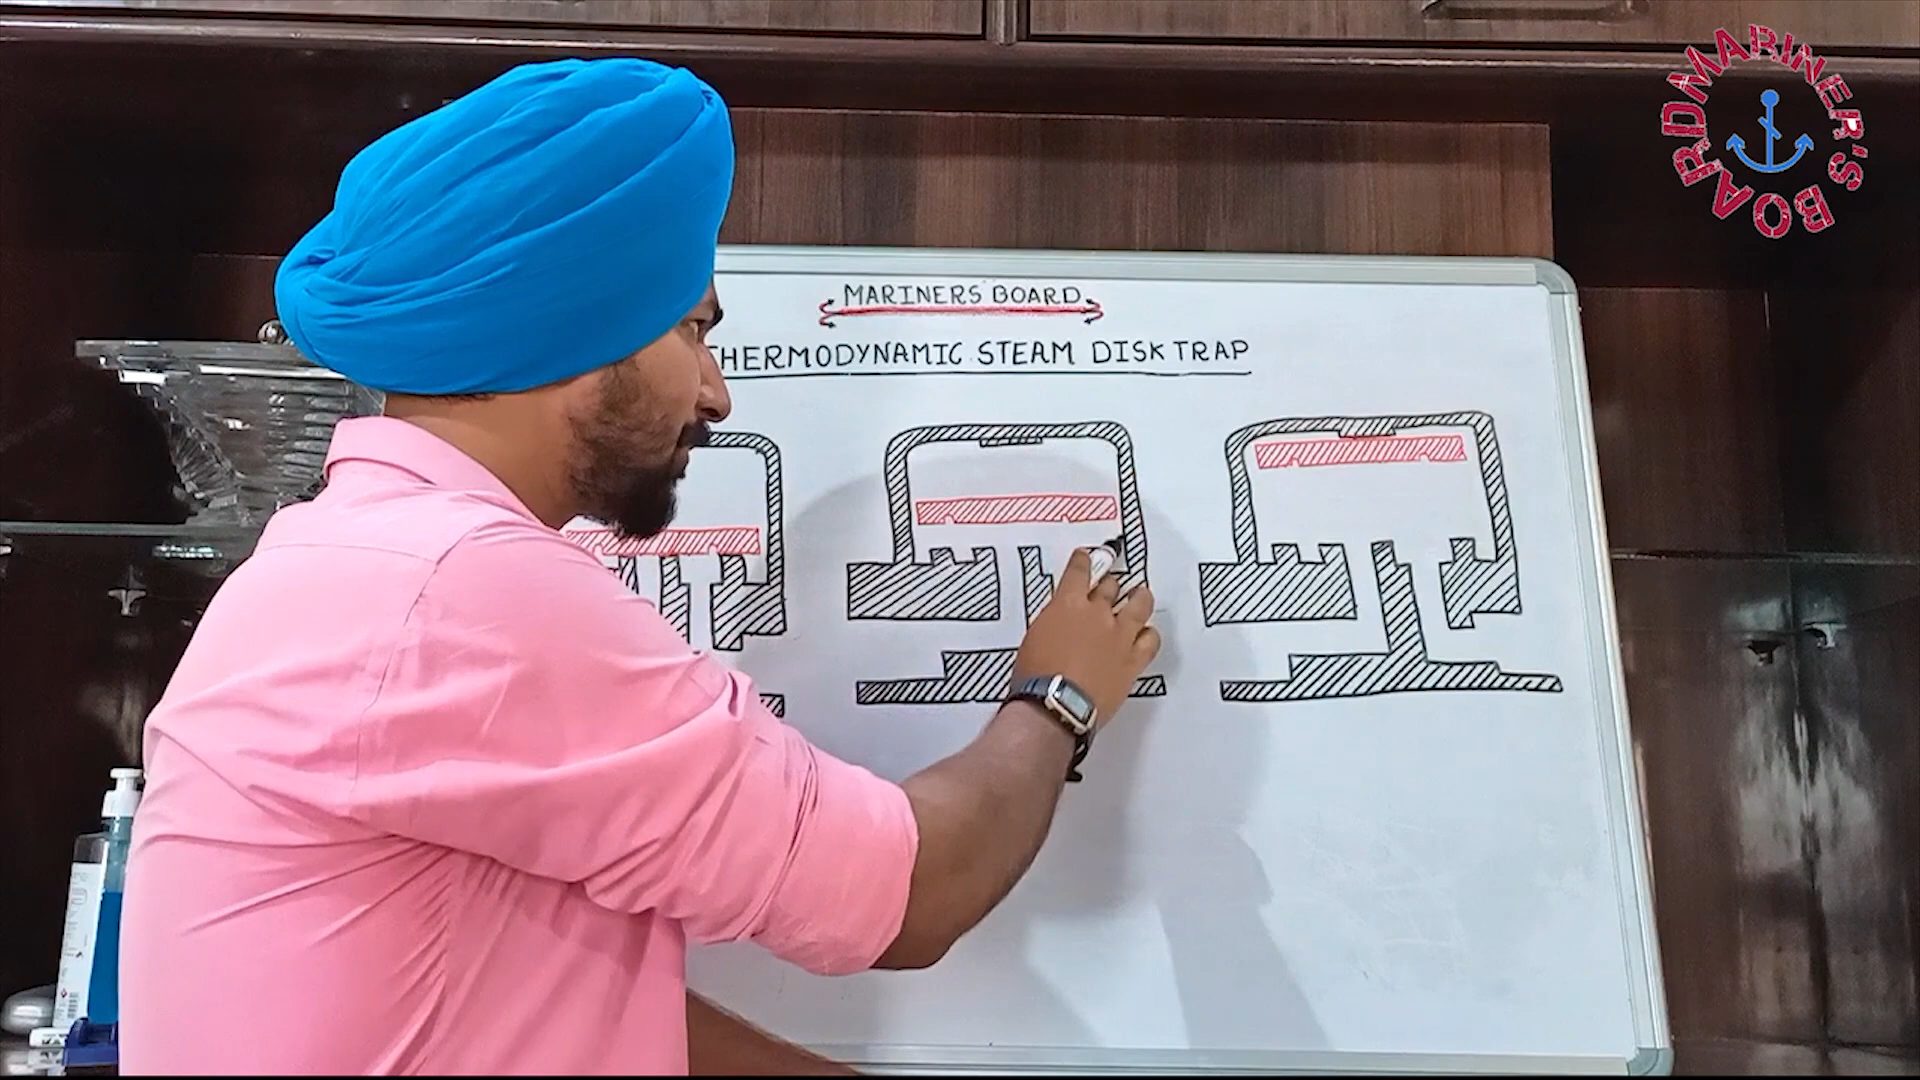 MARINER'S BOARD
MARINERS BOARD
THERMODYNAMIC STEAM DISK TRAP